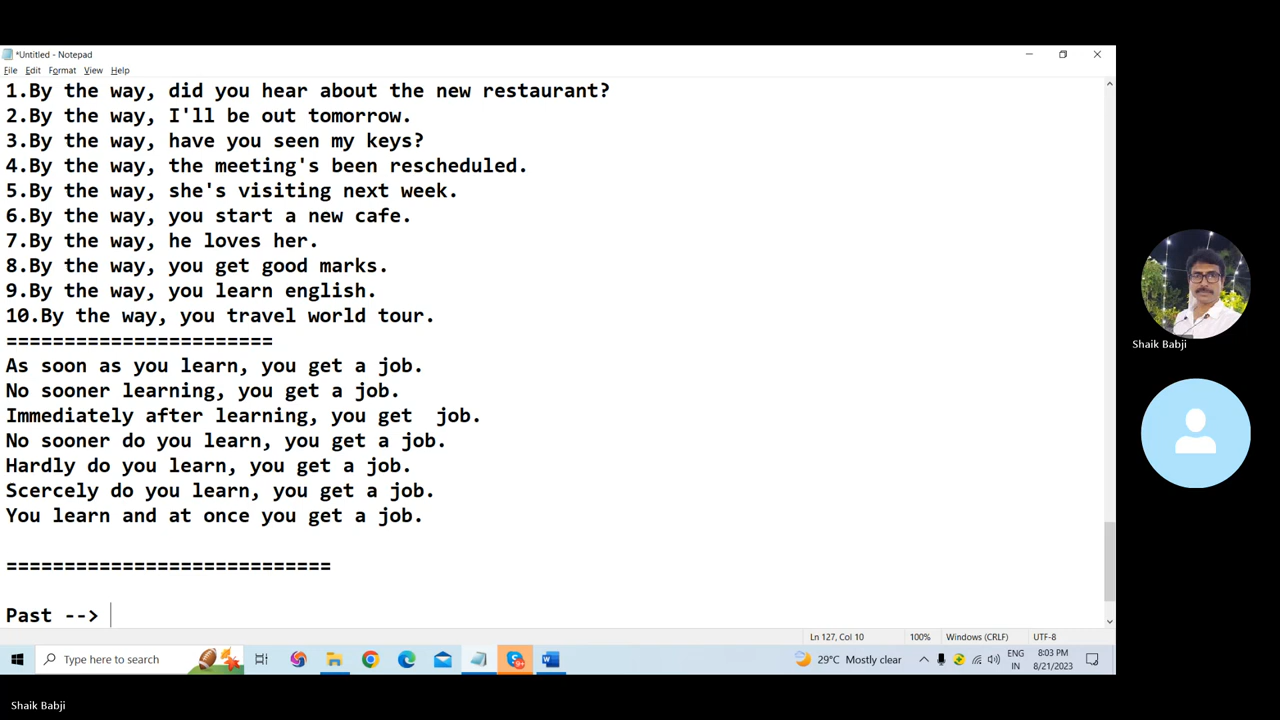 *Untitled - Notepad
File Edit Format View Help
1.By the way, did you hear about the new restaurant?
2.By the way, I'll be out tomorrow.
3.By the way, have you seen my keys?
4.By the way, the meeting's been rescheduled.
5.By the way, she's visiting next week.
6.By the way, you start a new cafe.
7.By the way, he loves her.
8.By the way, you get good marks.
9.By the way, you learn english.
10.By the way, you travel world tour.
=======================
As soon as you learn, you get a job.
No sooner learning, you get a job.
Immediately after learning, you get  job.
No sooner do you learn, you get a job.
Hardly do you learn, you get a job.
Scercely do you learn, you get a job.
You learn and at once you get a job.
============================
Past -->
Ln 127, Col 10 100% Windows (CRLF) UTF-8
Type here to search
29°C Mostly clear
ENG
IN
8:03 PM
8/21/2023
Shaik Babji
Shaik Babji